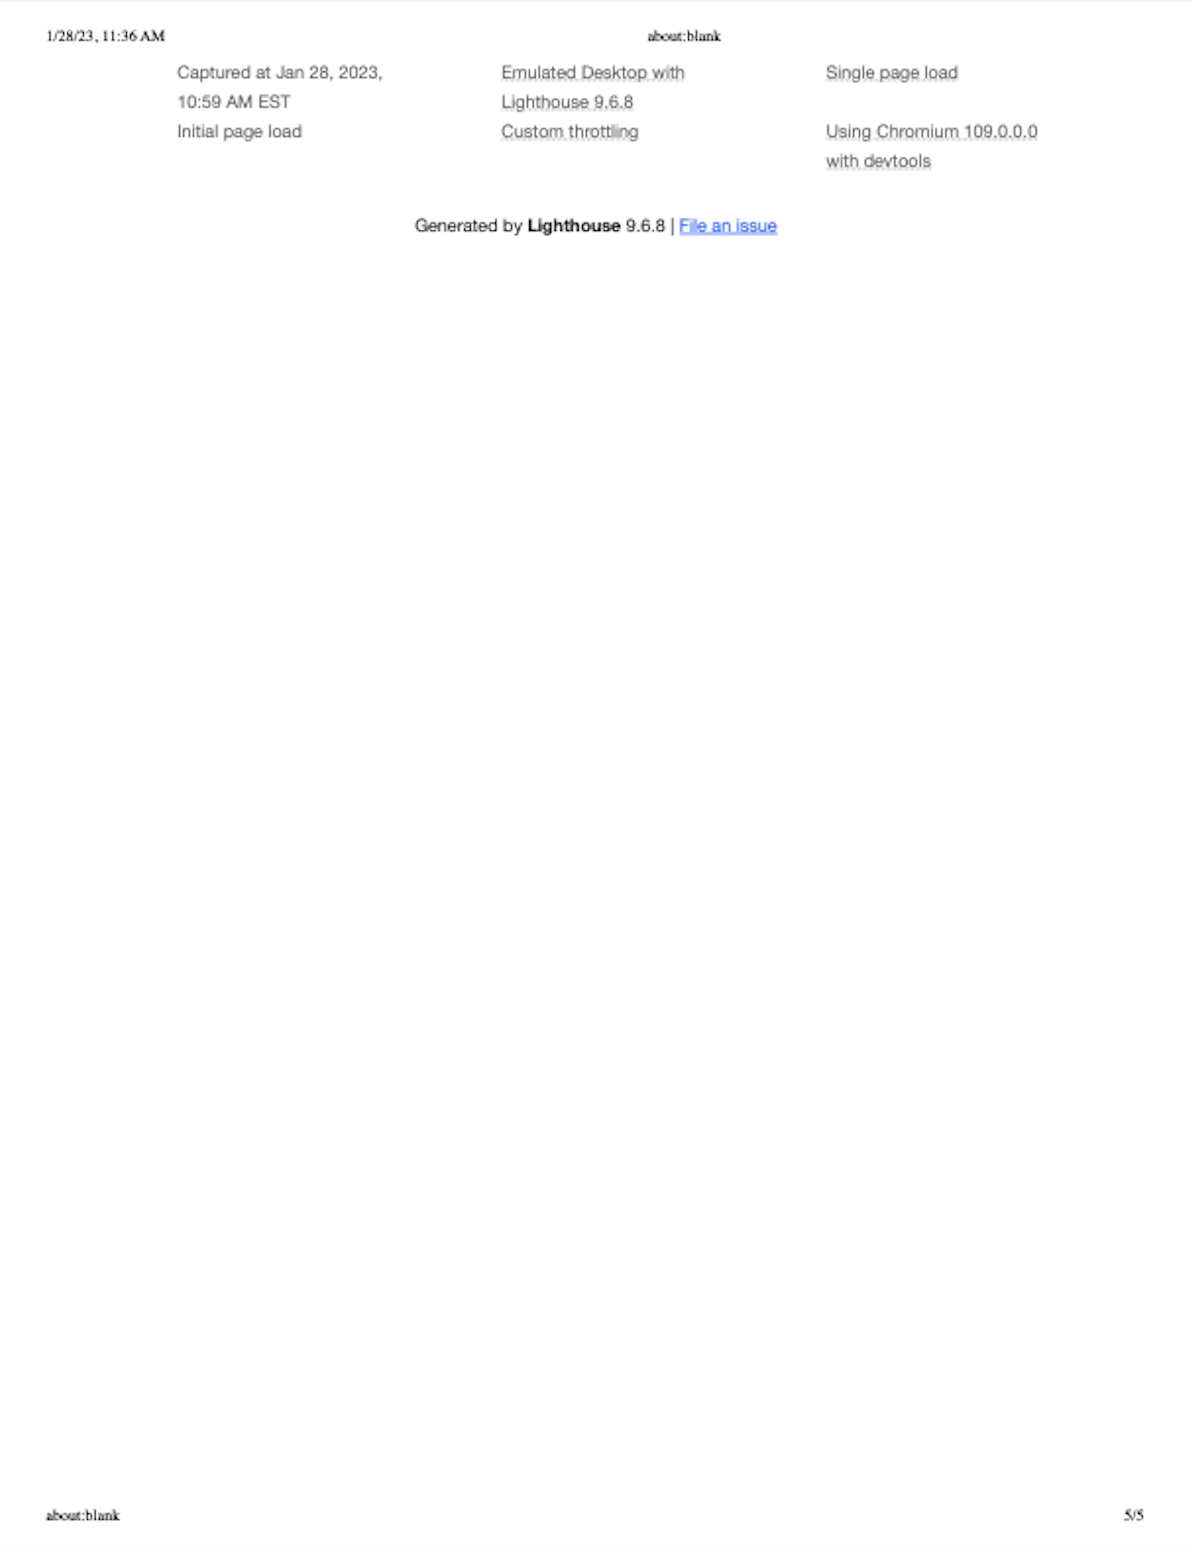 1/28/23, 11:36 AM
about:blank
Captured at Jan 28, 2023,
10:59 AM EST
Initial page load
Emulated Desktop with
Lighthouse 9.6.8
Custom throttling
Single page load
Using Chromium 109.0.0.0
with devtools
Generated by Lighthouse 9.6.8 | File an issue
about:blank
5/5